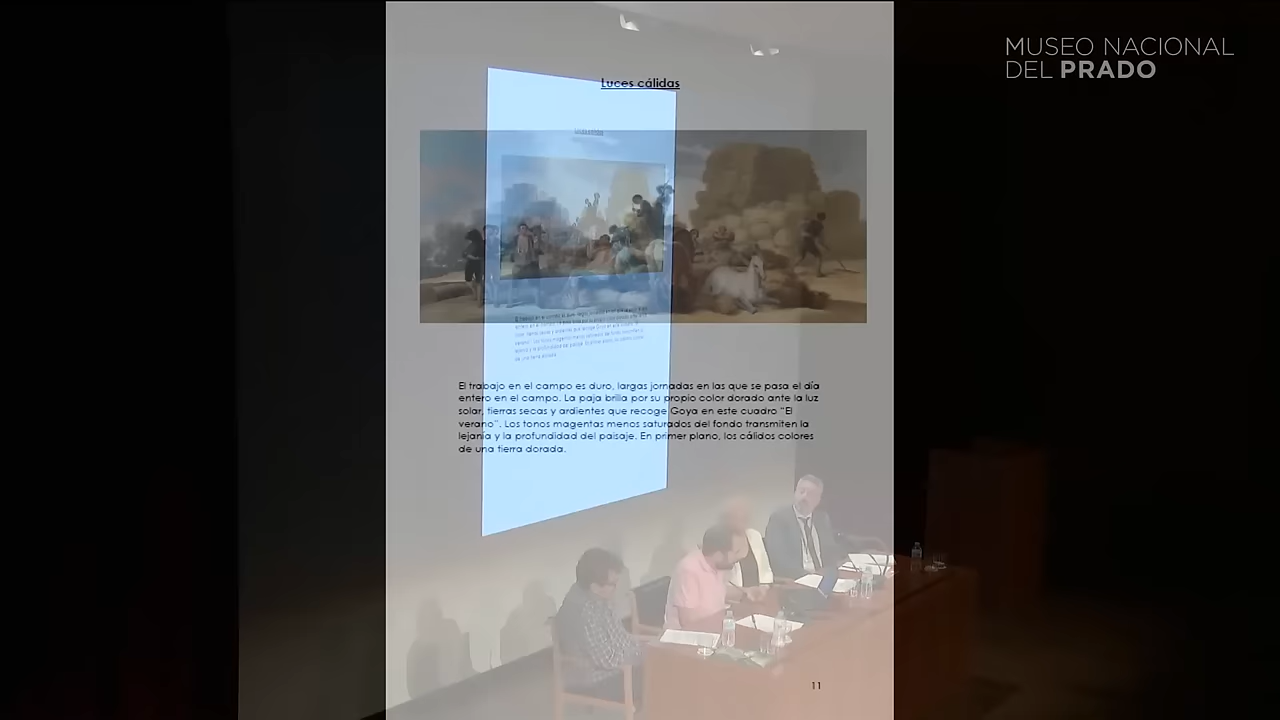 MUSEO NACIONAL
DEL PRADO
Luces cálidas
El trabajo en el campo es duro, largas jornadas en las que se pasa el día
entero en el campo. La paja brilla por su propio color dorado ante la luz
solar, tierras secas y ardientes que recoge Goya en este cuadro “El
verano”. Los tonos magentas menos saturados del fondo transmiten la
lejanía y la profundidad del paisaje. En primer plano, los cálidos colores
de una tierra dorada.
11